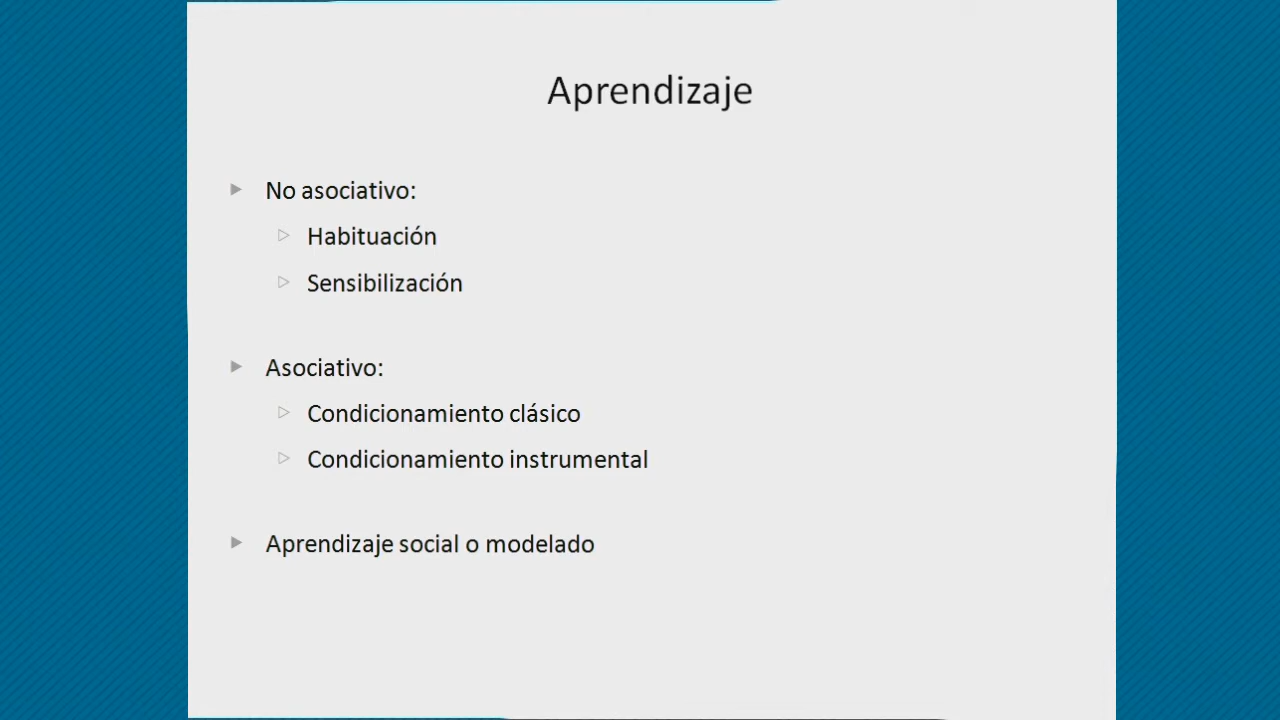 Aprendizaje
No asociativo:
Habituación
Sensibilización
Asociativo:
Condicionamiento clásico
Condicionamiento instrumental
Aprendizaje social o modelado